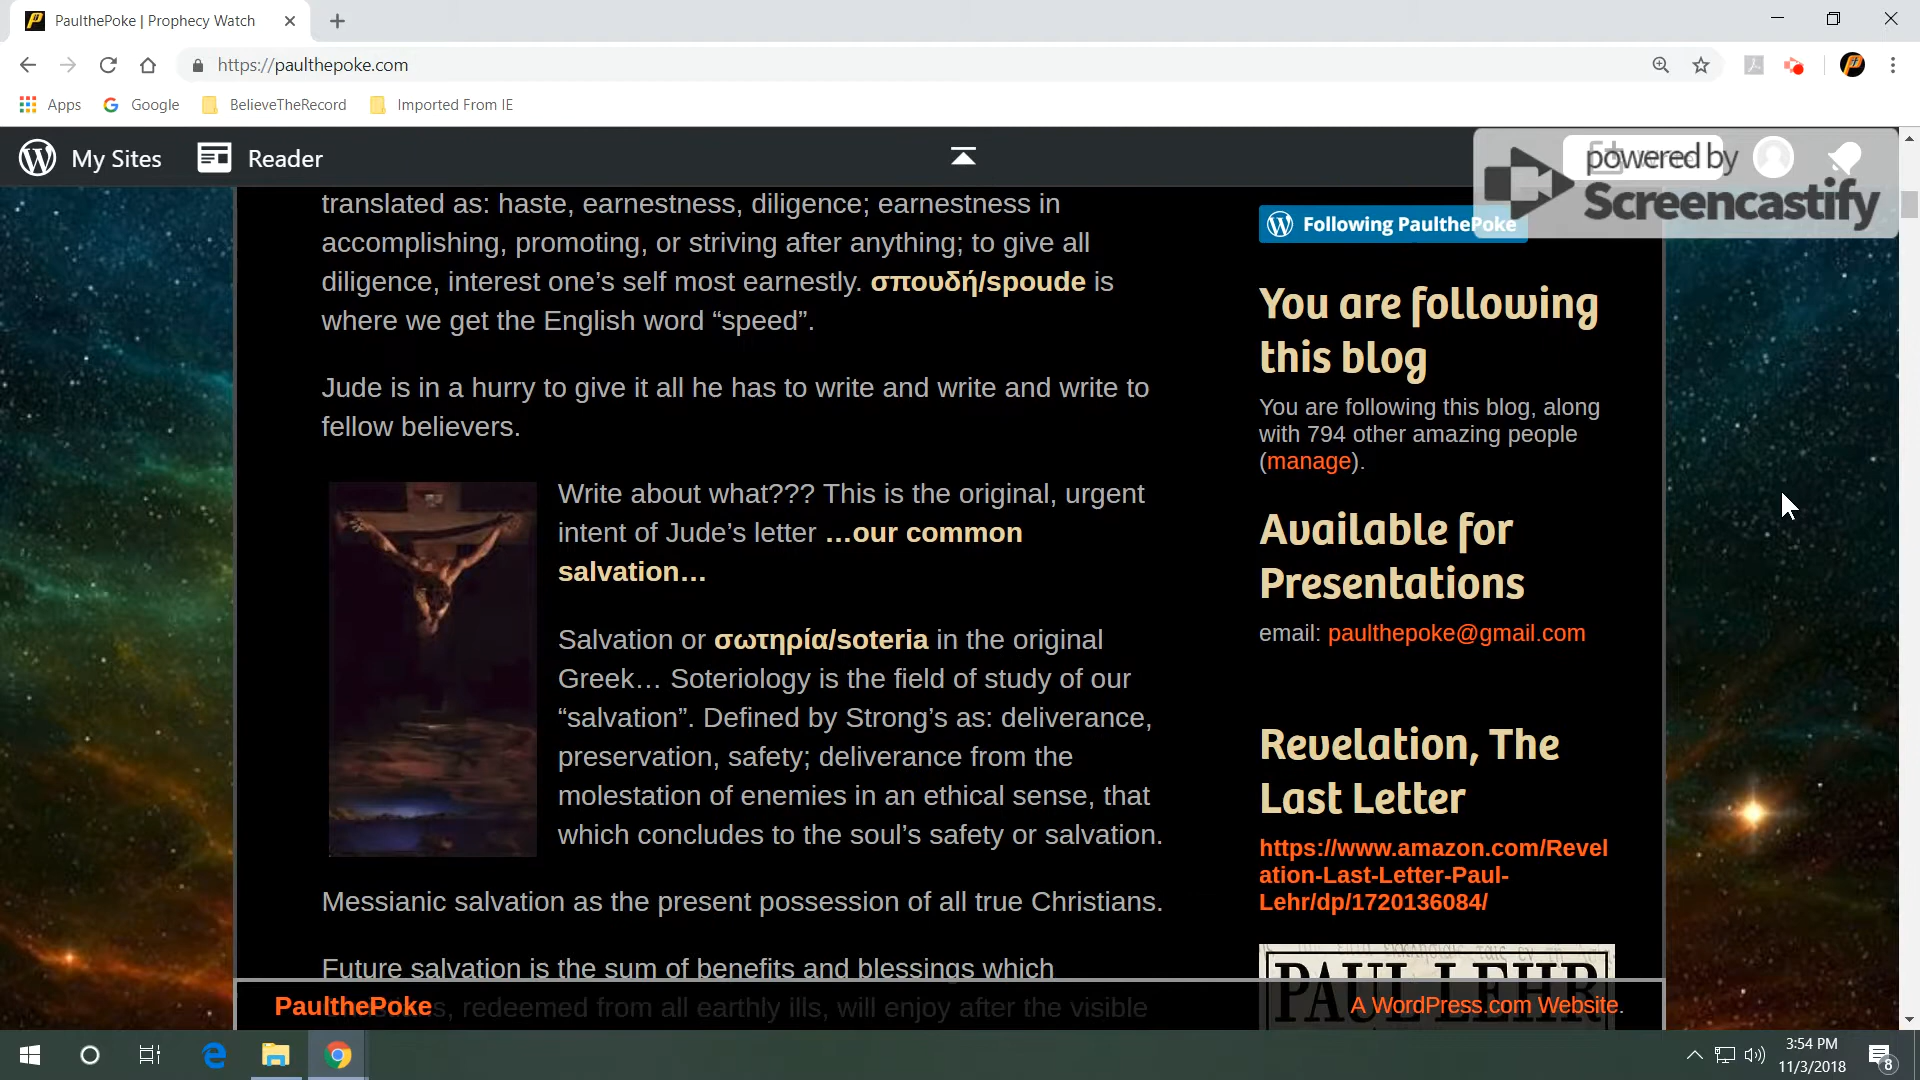 PaulthePoke | Prophecy Watch
https://paulthepoke.com
Apps Google BelieveTheRecord Imported From IE
My Sites Reader
powered by
Screencastify
translated as: haste, earnestness, diligence; earnestness in
accomplishing, promoting, or striving after anything; to give all
diligence, interest one’s self most earnestly. σπουδή/spoude is
where we get the English word “speed”.
Jude is in a hurry to give it all he has to write and write and write to
fellow believers.
Write about what??? This is the original, urgent
intent of Jude’s letter …our common
salvation…
Salvation or σωτηρία/soteria in the original
Greek… Soteriology is the field of study of our
“salvation”. Defined by Strong’s as: deliverance,
preservation, safety; deliverance from the
molestation of enemies in an ethical sense, that
which concludes to the soul’s safety or salvation.
Messianic salvation as the present possession of all true Christians.
Future salvation is the sum of benefits and blessings which
redeemed from all earthly ills, will enjoy after the visible
Following PaulthePoke
You are following
this blog
You are following this blog, along
with 794 other amazing people
(manage).
Available for
Presentations
email: paulthepoke@gmail.com
Revelation, The
Last Letter
https://www.amazon.com/Revel
ation-Last-Letter-Paul-
Lehr/dp/1720136084/
PAUL LEHR
PaulthePoke
A WordPress.com Website.
3:54 PM
11/3/2018
8